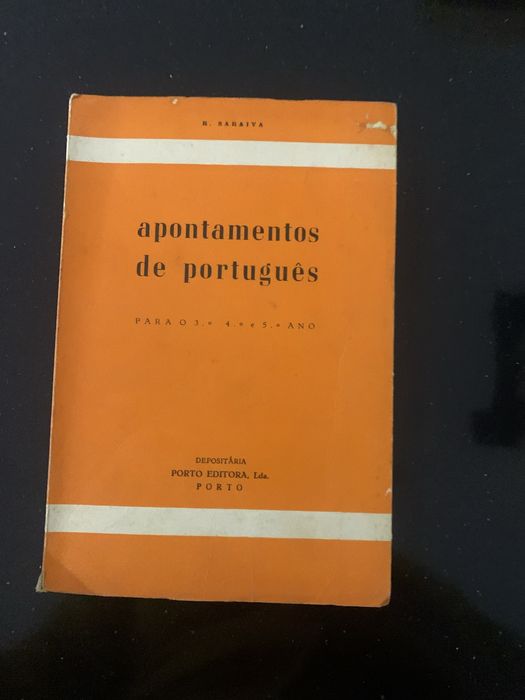 R. SARAIVA
apontamentos
de português
PARA O 3.º 4.º e 5.º ANO
DEPOSITÁRIA
PORTO EDITORA, Lda.
PORTO